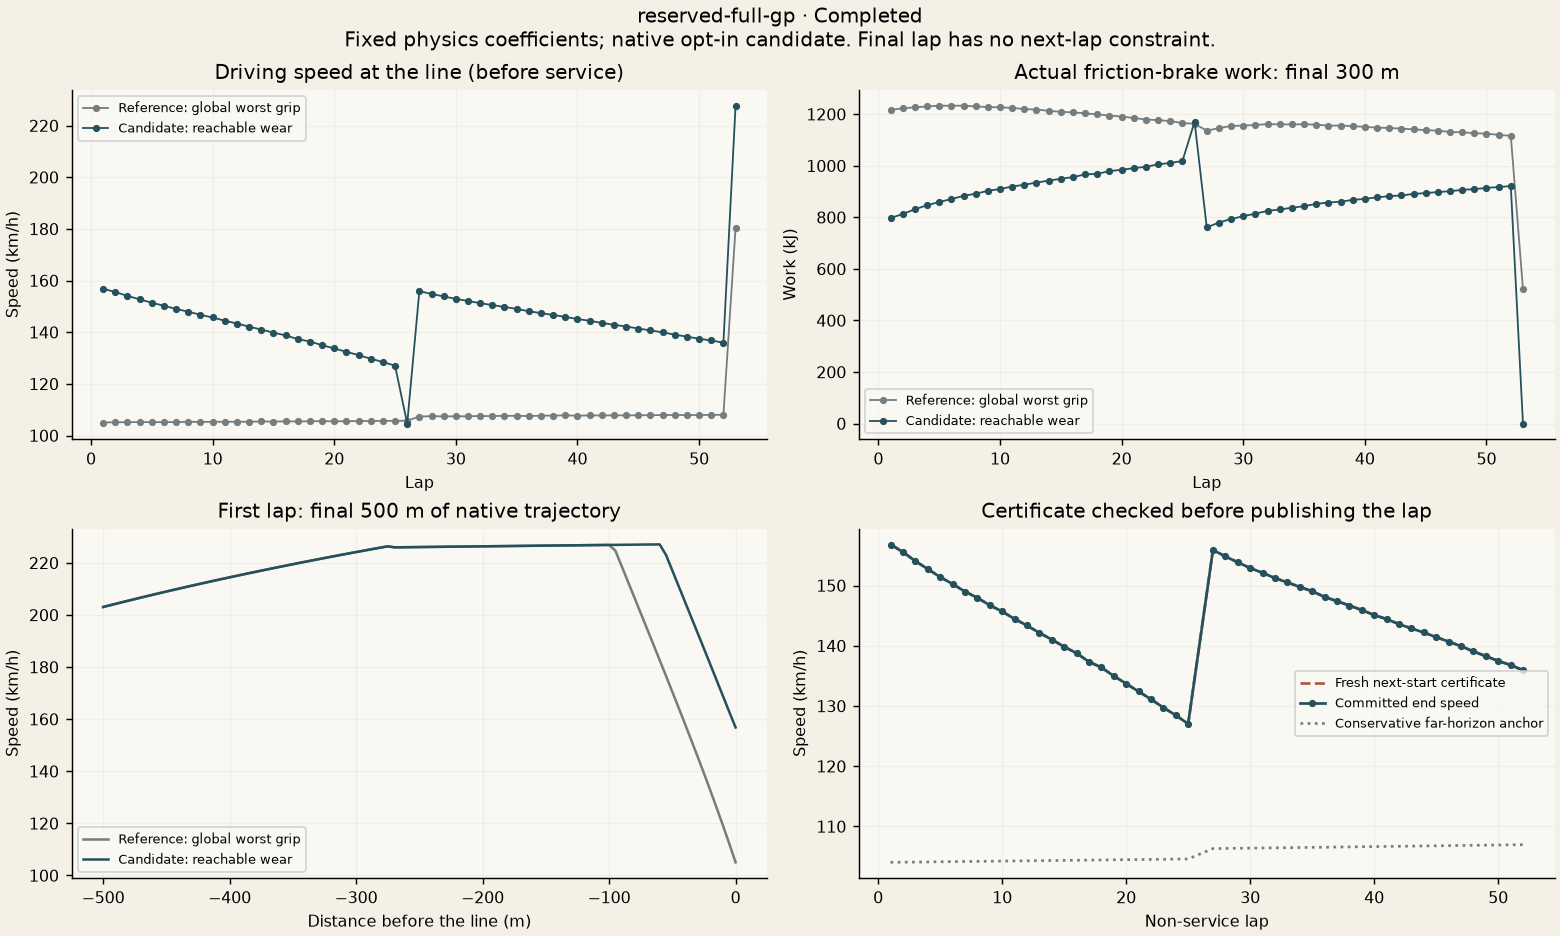 reserved-full-gp · Completed
Fixed physics coefficients; native opt-in candidate. Final lap has no next-lap constraint.
Driving speed at the line (before service)
Speed (km/h)
220
200
180
160
140
120
100
Reference: global worst grip
Candidate: reachable wear
0
10
20
30
40
50
Lap
Actual friction-brake work: final 300 m
Work (kJ)
1200
1000
800
600
400
200
0
Reference: global worst grip
Candidate: reachable wear
0
10
20
30
40
50
Lap
First lap: final 500 m of native trajectory
Speed (km/h)
220
200
180
160
140
120
100
Reference: global worst grip
Candidate: reachable wear
−500
−400
−300
−200
−100
0
Distance before the line (m)
Certificate checked before publishing the lap
Speed (km/h)
150
140
130
120
110
Fresh next-start certificate
Committed end speed
Conservative far-horizon anchor
0
10
20
30
40
50
Non-service lap